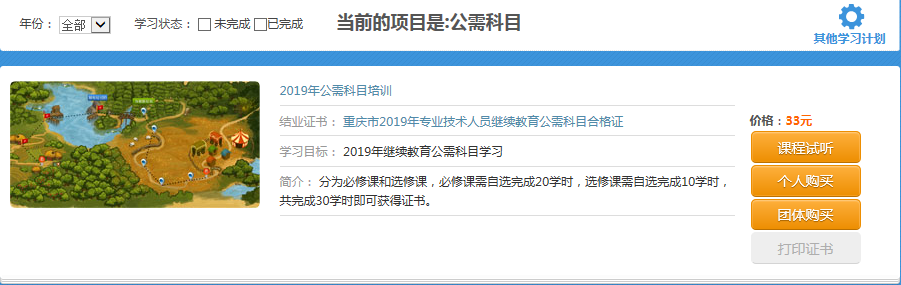 年份： 全部 学习状态： 未完成 已完成 当前的项目是:公需科目
其他学习计划
2019年公需科目培训
结业证书： 重庆市2019年专业技术人员继续教育公需科目合格证
学习目标： 2019年继续教育公需科目学习
简介： 分为必修课和选修课，必修课需自选完成20学时，选修课需自选完成10学时，
共完成30学时即可获得证书。
价格：33元
课程试听
个人购买
团体购买
打印证书